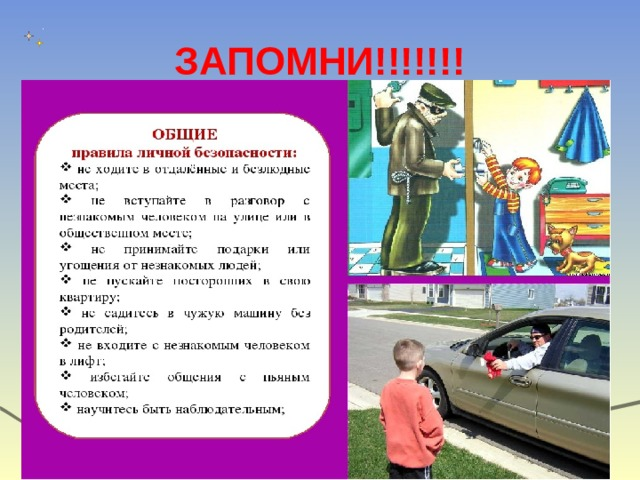 ЗАПОМНИ!!!!!!!
ОБЩИЕ
правила личной безопасности:
не ходите в отдалённые и безлюдные
места;
не вступайте в разговор с
незнакомым человеком на улице или в
общественном месте;
не принимайте подарки или
угощения от незнакомых людей;
не пускайте посторонних в свою
квартиру;
не садитесь в чужую машину без
родителей;
не входите с незнакомым человеком
в лифт;
избегайте общения с пьяным
человеком;
научитесь быть наблюдательным;